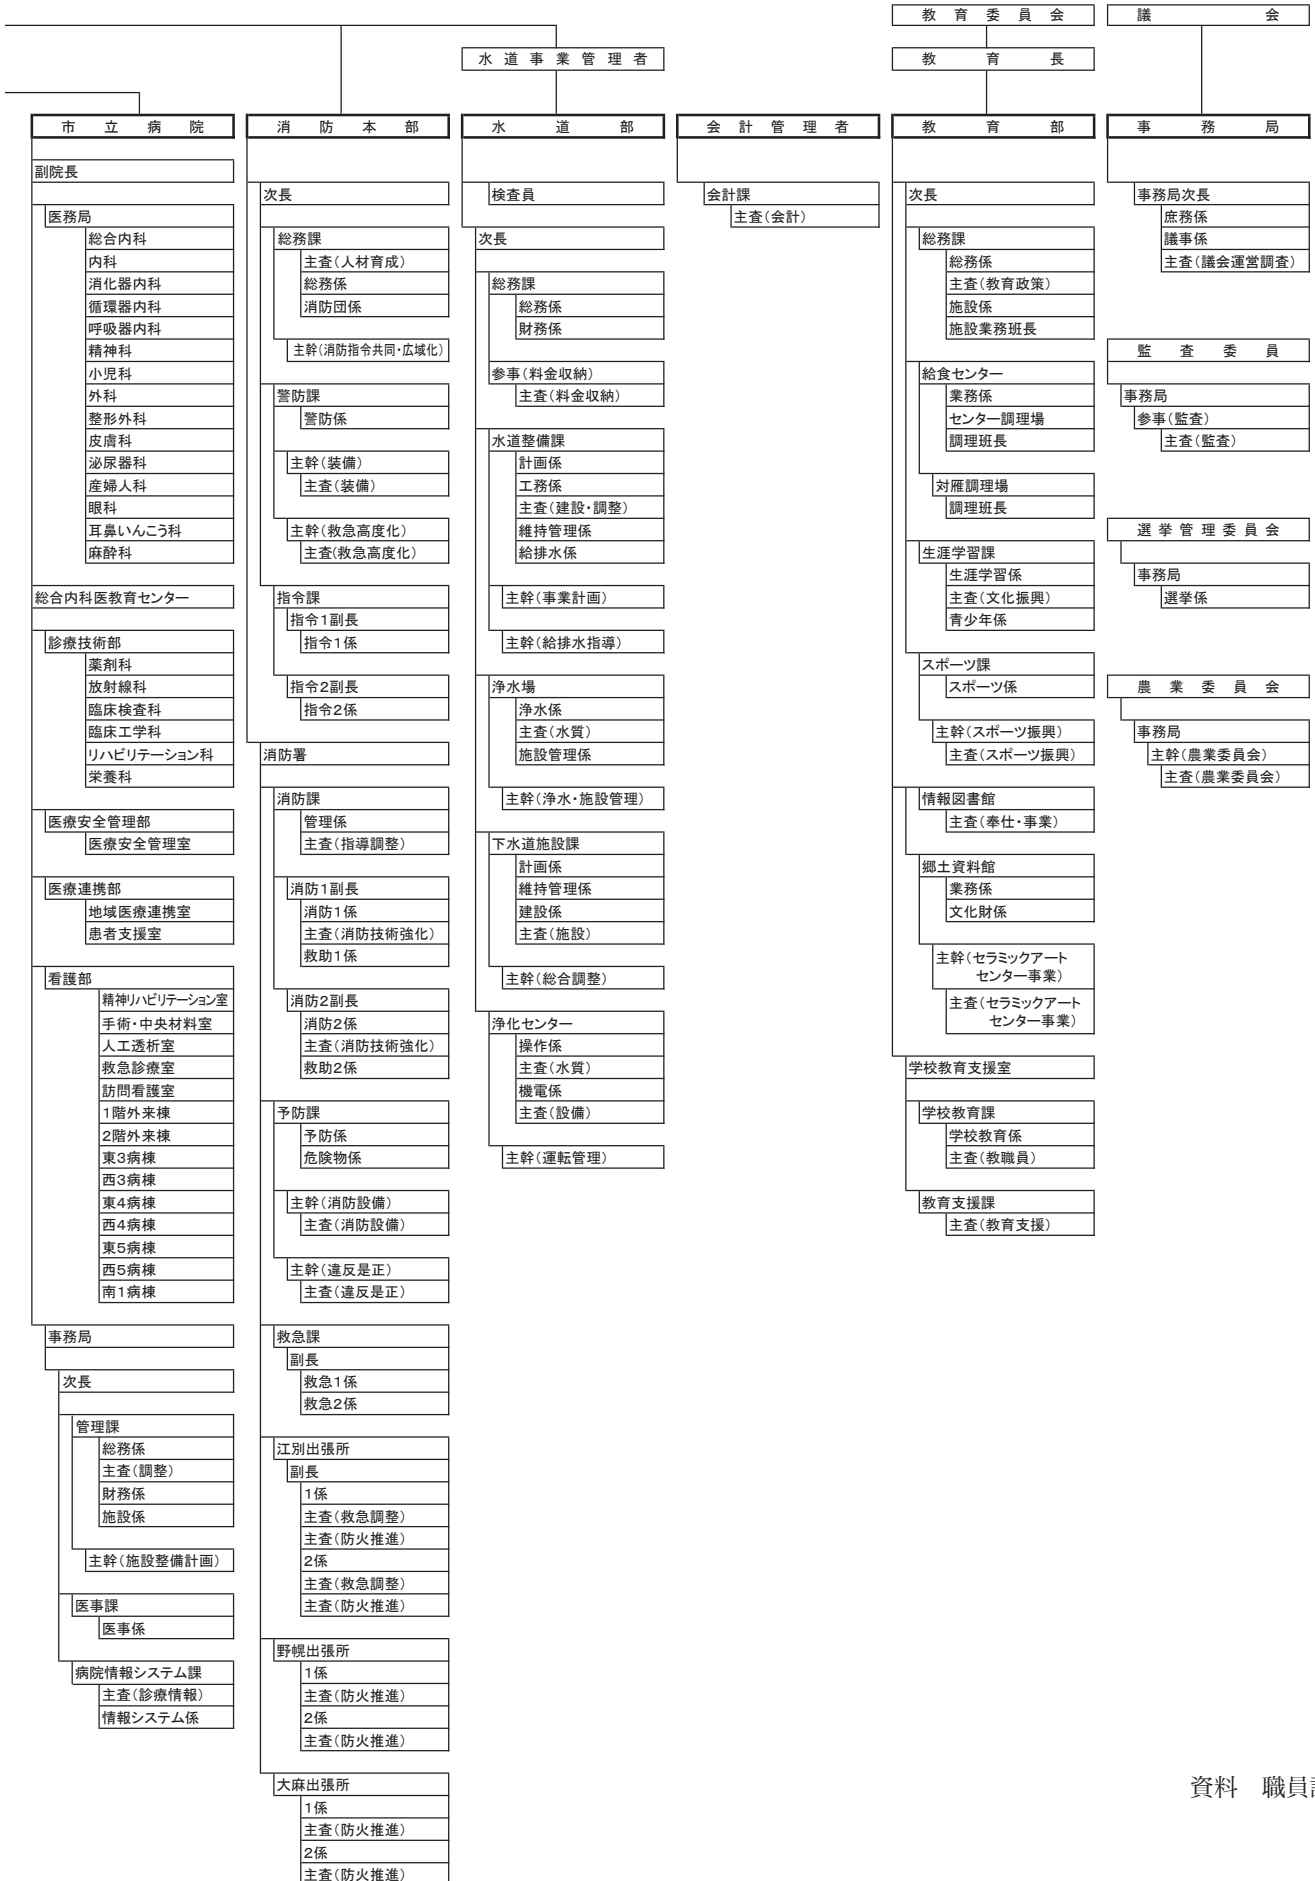 教育委員会
議会
水道事業管理者
教育長
市立病院
副院長
医務局
総合内科
内科
消化器内科
循環器内科
呼吸器内科
精神科
小児科
外科
整形外科
皮膚科
泌尿器科
産婦人科
眼科
耳鼻いんこう科
麻酔科
総合内科医教育センター
診療技術部
薬剤科
放射線科
臨床検査科
臨床工学科
リハビリテーション科
栄養科
医療安全管理部
医療安全管理室
医療連携部
地域医療連携室
患者支援室
看護部
精神リハビリテーション室
手術・中央材料室
人工透析室
救急診療室
訪問看護室
1階外来棟
2階外来棟
東3病棟
西3病棟
東4病棟
西4病棟
東5病棟
西5病棟
南1病棟
事務局
次長
管理課
総務係
主査(調整)
財務係
施設係
主幹(施設整備計画)
医事課
医事係
病院情報システム課
主査(診療情報)
情報システム係
消防本部
次長
総務課
主査(人材育成)
総務係
消防団係
主幹(消防指令共同・広域化)
警防課
警防係
主幹(装備)
主査(装備)
主幹(救急高度化)
主査(救急高度化)
指令課
指令1副長
指令1係
指令2副長
指令2係
消防署
消防課
管理係
主査(指導調整)
消防1副長
消防1係
主査(消防技術強化)
救助1係
消防2副長
消防2係
主査(消防技術強化)
救助2係
予防課
予防係
危険物係
主幹(消防設備)
主査(消防設備)
主幹(違反是正)
主査(違反是正)
救急課
副長
救急1係
救急2係
江別出張所
副長
1係
主査(救急調整)
主査(防火推進)
2係
主査(救急調整)
主査(防火推進)
野幌出張所
1係
主査(防火推進)
2係
主査(防火推進)
大麻出張所
1係
主査(防火推進)
2係
主査(防火推進)
水道部
検査員
次長
総務課
総務係
財務係
参事(料金収納)
主査(料金収納)
水道整備課
計画係
工務係
主査(建設・調整)
維持管理係
給排水係
主幹(事業計画)
主幹(給排水指導)
浄水場
浄水係
主査(水質)
施設管理係
主幹(浄水・施設管理)
下水道施設課
計画係
維持管理係
建設係
主査(施設)
主幹(総合調整)
浄化センター
操作係
主査(水質)
機電係
主査(設備)
主幹(運転管理)
会計管理者
会計課
主査(会計)
教育部
次長
総務課
総務係
主査(教育政策)
施設係
施設業務班長
給食センター
業務係
センター調理場
調理班長
対雁調理場
調理班長
生涯学習課
生涯学習係
主査(文化振興)
青少年係
スポーツ課
スポーツ係
主幹(スポーツ振興)
主査(スポーツ振興)
情報図書館
主査(奉仕・事業)
郷土資料館
業務係
文化財係
主幹(セラミックアート
センター事業)
主査(セラミックアート
センター事業)
学校教育支援室
学校教育課
学校教育係
主査(教職員)
教育支援課
主査(教育支援)
事務局
事務局次長
庶務係
議事係
主査(議会運営調査)
監査委員
事務局
参事(監査)
主査(監査)
選挙管理委員会
事務局
選挙係
農業委員会
事務局
主幹(農業委員会)
主査(農業委員会)
資料　職員